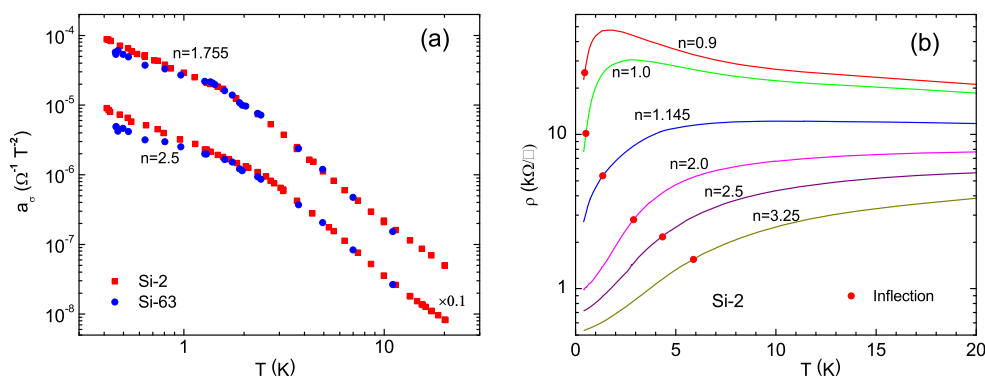 (a)
10⁻⁴
10⁻⁵
10⁻⁶
10⁻⁷
10⁻⁸
a_σ (Ω⁻¹ T⁻²)
n=1.755
n=2.5
Si-2
Si-63
×0.1
1
10
T (K)
(b)
10
1
ρ (kΩ/□)
n=0.9
n=1.0
n=1.145
n=2.0
n=2.5
n=3.25
Si-2
Inflection
0
5
10
15
20
T (K)